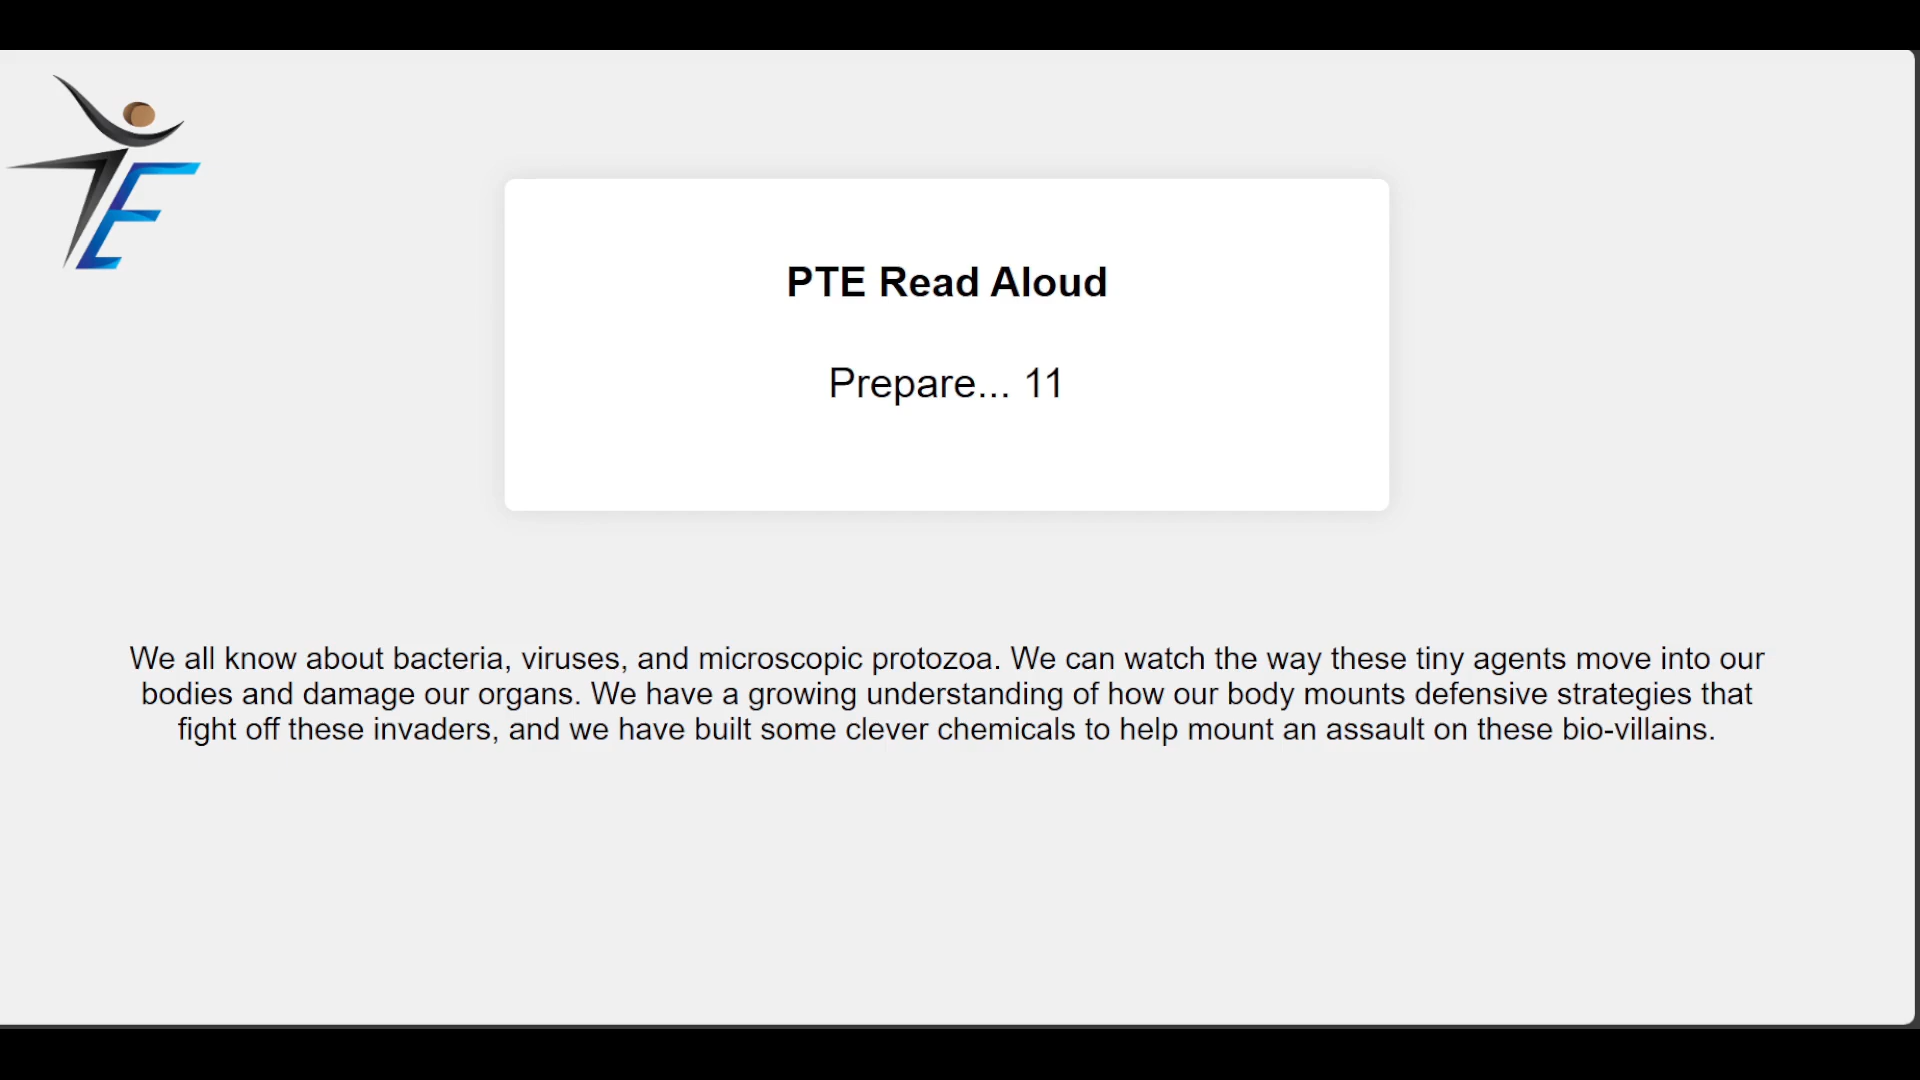 PTE Read Aloud
Prepare... 11
We all know about bacteria, viruses, and microscopic protozoa. We can watch the way these tiny agents move into our
bodies and damage our organs. We have a growing understanding of how our body mounts defensive strategies that
fight off these invaders, and we have built some clever chemicals to help mount an assault on these bio-villains.